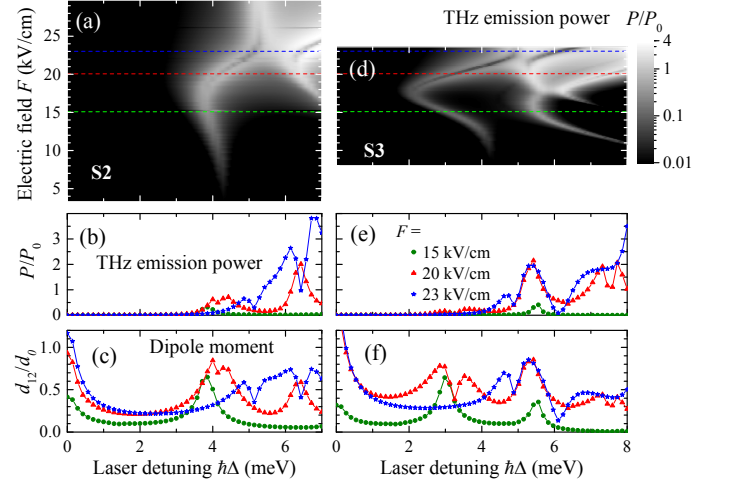 THz emission power P/P₀
(a)
S2
Electric field F (kV/cm)
30
25
20
15
10
5
(d)
S3
4
1
0.1
0.01
(b)
THz emission power
P/P₀
3
2
1
0
(e)
F =
15 kV/cm
20 kV/cm
23 kV/cm
(c)
Dipole moment
d₁₂/d₀
1.0
0.5
0.0
0 2 4 6
Laser detuning ħΔ (meV)
(f)
0 2 4 6 8
Laser detuning ħΔ (meV)